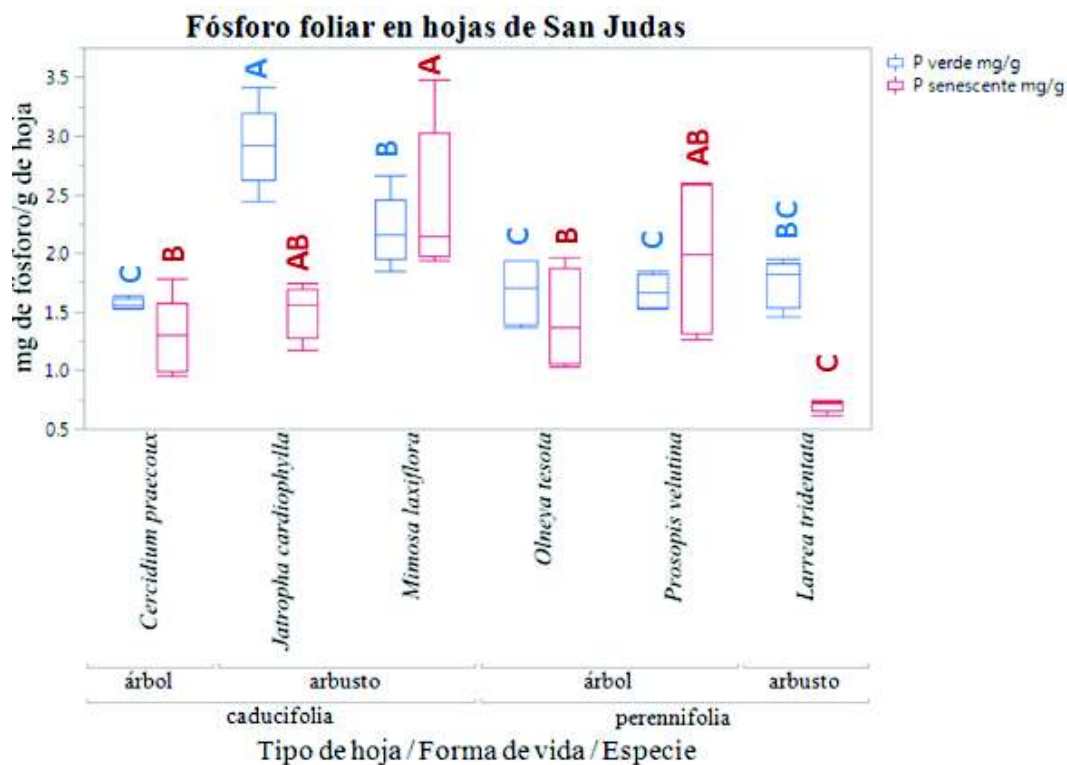 Fósforo foliar en hojas de San Judas
P verde mg/g
P senescente mg/g
mg de fósforo/g de hoja
3.5
3.0
2.5
2.0
1.5
1.0
0.5
C
B
A
AB
B
A
C
B
C
AB
BC
C
Cercidium praecoux
Jatropha cardiophylla
Mimosa laxiflora
Olneya tesota
Prosopis velutina
Larrea tridentata
árbol
arbusto
árbol
arbusto
caducifolia
perennifolia
Tipo de hoja / Forma de vida / Especie